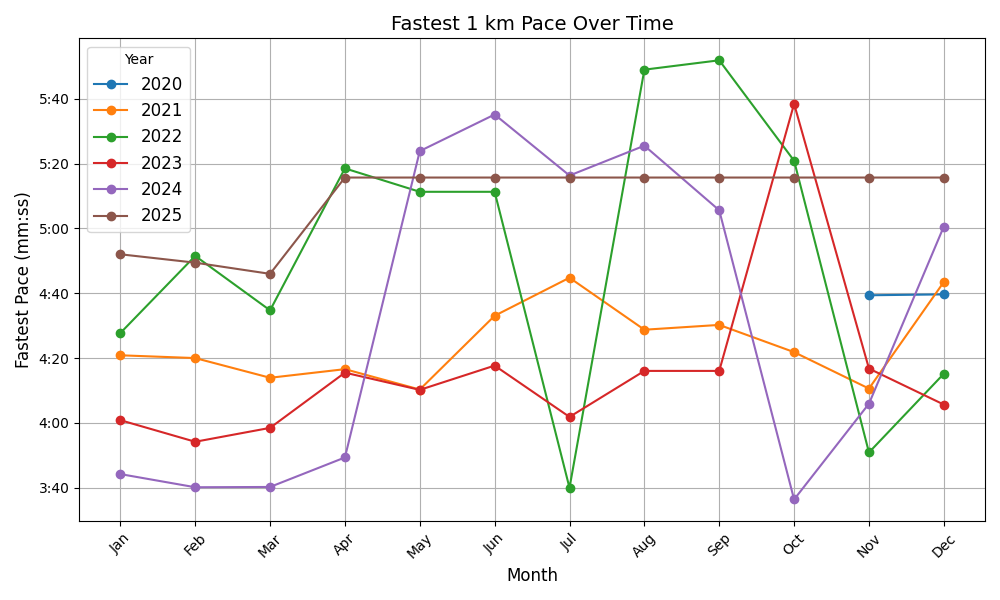 Fastest 1 km Pace Over Time
Year
2020
2021
2022
2023
2024
2025
Fastest Pace (mm:ss)
5:40
5:20
5:00
4:40
4:20
4:00
3:40
Jan
Feb
Mar
Apr
May
Jun
Jul
Aug
Sep
Oct
Nov
Dec
Month